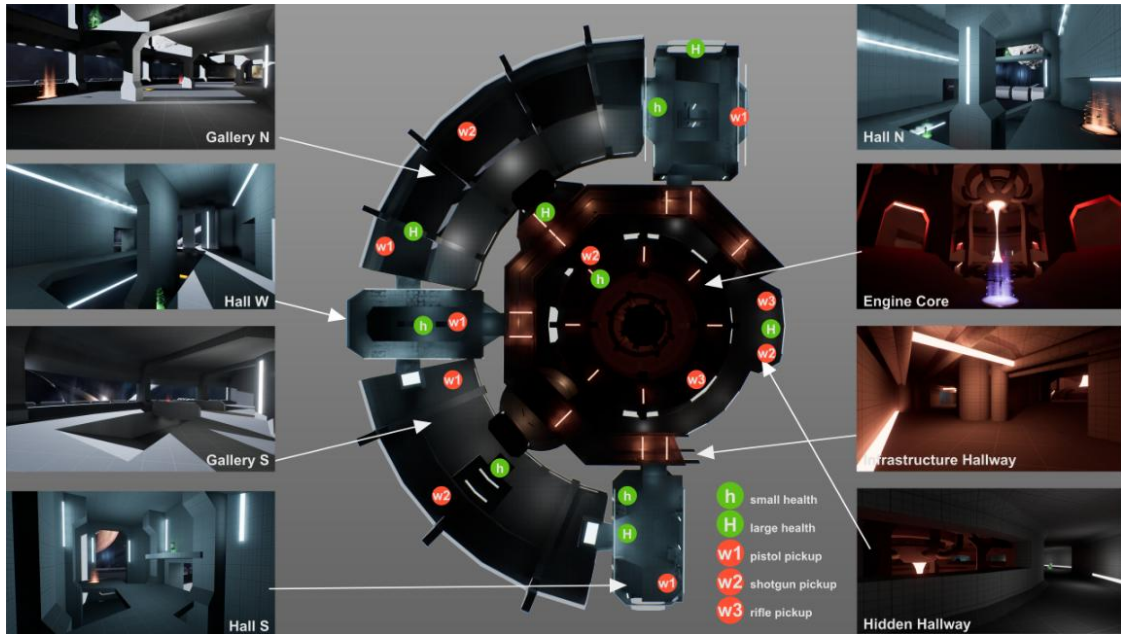 Gallery N
Hall W
Gallery S
Hall S
H
h
w1
w2
H
w1
H
w2
h
h
w1
w3
H
w2
w1
w3
h
w2
h
H
w1
h small health
H large health
w1 pistol pickup
w2 shotgun pickup
w3 rifle pickup
Hall N
Engine Core
Infrastructure Hallway
Hidden Hallway